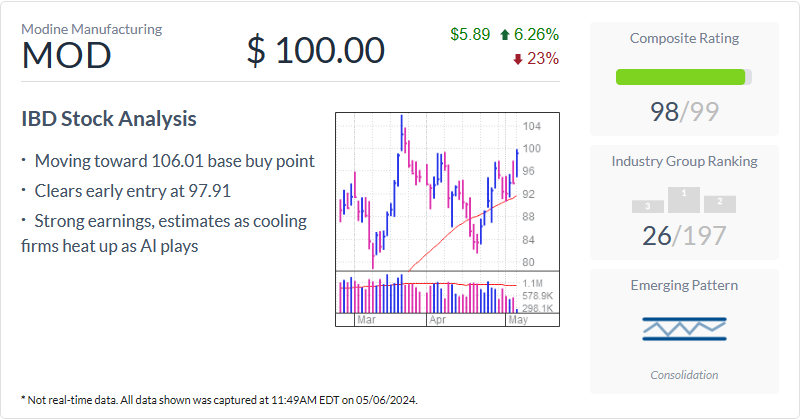 Modine Manufacturing
MOD
$ 100.00
$5.89 6.26%
23%
IBD Stock Analysis
· Moving toward 106.01 base buy point
· Clears early entry at 97.91
· Strong earnings, estimates as cooling
firms heat up as AI plays
104
100
96
92
88
84
80
1.1M
578.9K
298.1K
Mar
Apr
May
Composite Rating
98/99
Industry Group Ranking
3
1
2
26/197
Emerging Pattern
Consolidation
* Not real-time data. All data shown was captured at 11:49AM EDT on 05/06/2024.